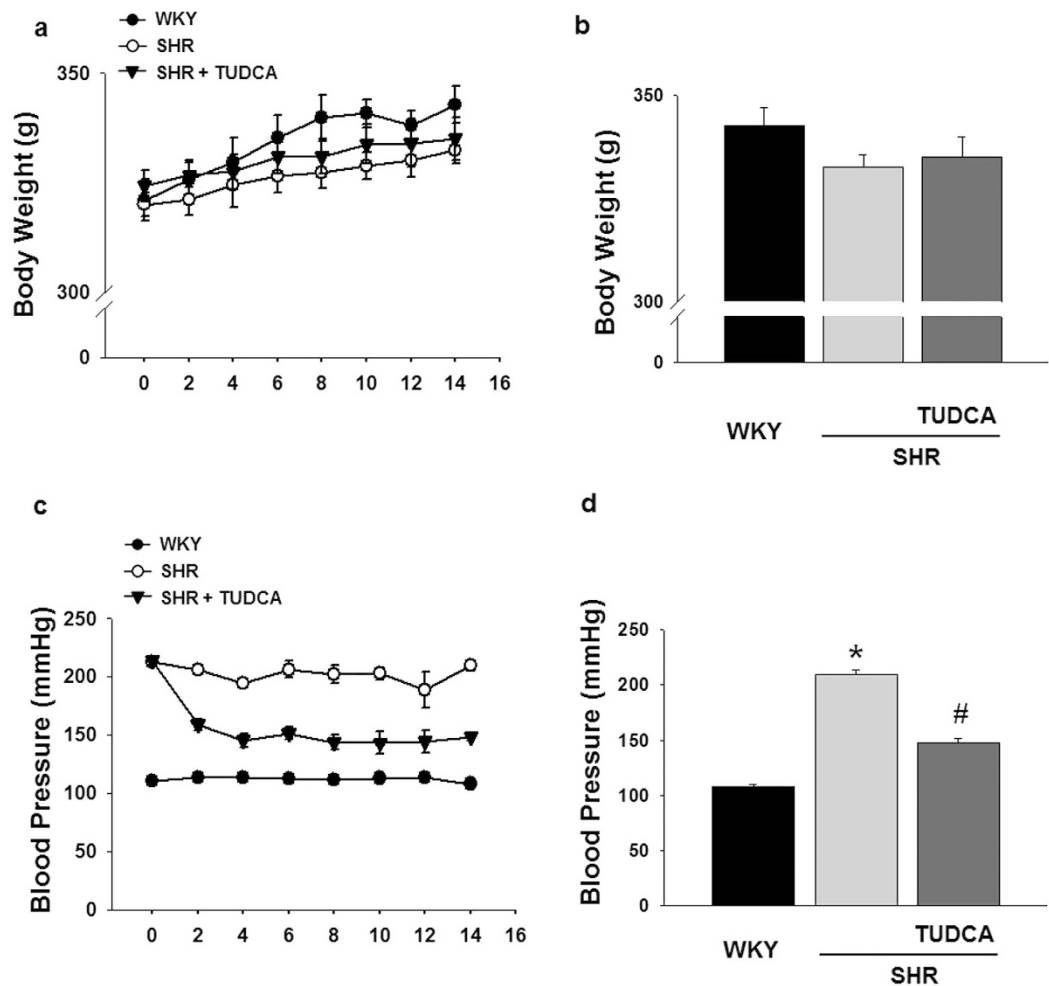 a
WKY
SHR
SHR + TUDCA
350
300
0
Body Weight (g)
0 2 4 6 8 10 12 14 16
b
350
300
0
Body Weight (g)
TUDCA
WKY
SHR
c
WKY
SHR
SHR + TUDCA
250
200
150
100
50
0
Blood Pressure (mmHg)
0 2 4 6 8 10 12 14 16
d
250
200
150
100
50
0
Blood Pressure (mmHg)
*
#
TUDCA
WKY
SHR